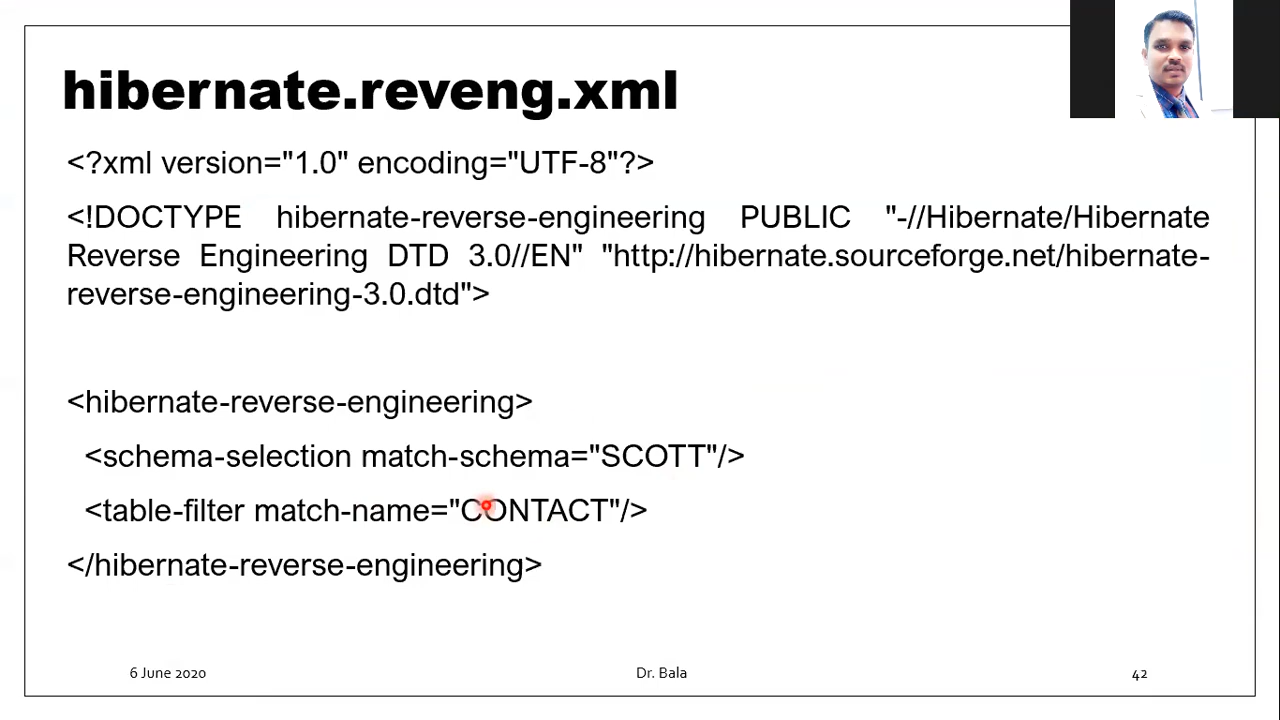 hibernate.reveng.xml
<?xml version="1.0" encoding="UTF-8"?>
<!DOCTYPE hibernate-reverse-engineering PUBLIC "-//Hibernate/Hibernate
Reverse Engineering DTD 3.0//EN" "http://hibernate.sourceforge.net/hibernate-
reverse-engineering-3.0.dtd">
<hibernate-reverse-engineering>
<schema-selection match-schema="SCOTT"/>
<table-filter match-name="CONTACT"/>
</hibernate-reverse-engineering>
6 June 2020
Dr. Bala
42